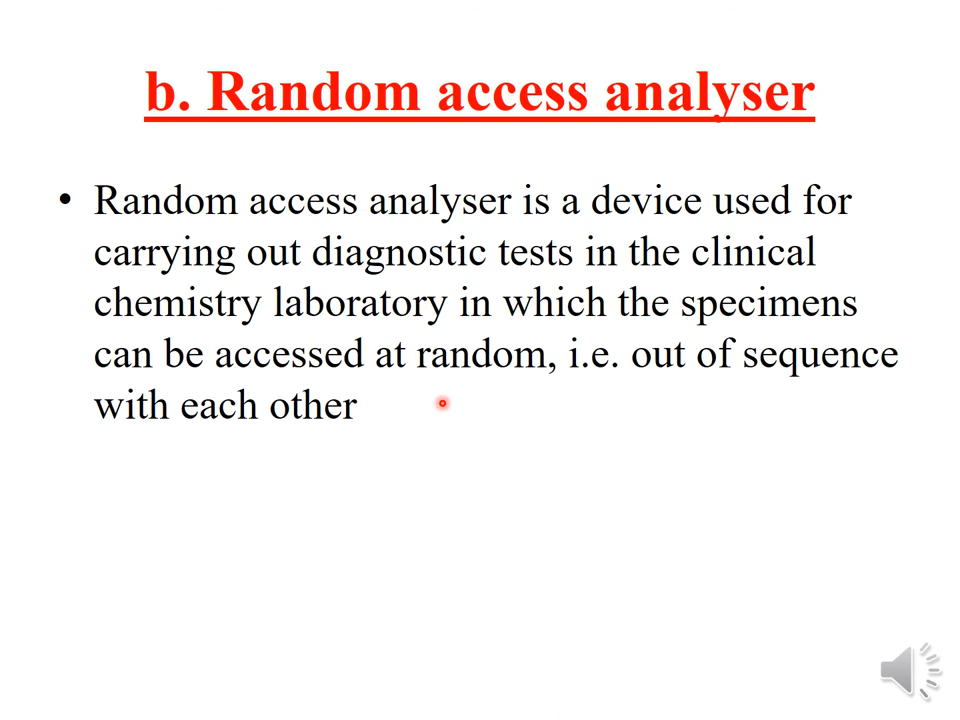 b. Random access analyser
• Random access analyser is a device used for
carrying out diagnostic tests in the clinical
chemistry laboratory in which the specimens
can be accessed at random, i.e. out of sequence
with each other